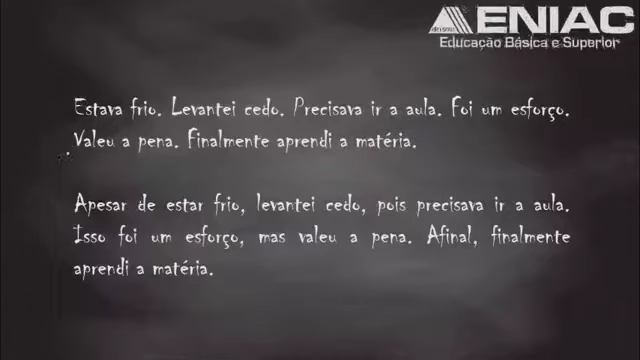 ENIAC
Educação Básica e Superior
Estava frio. Levantei cedo. Precisava ir a aula. Foi um esforço.
Valeu a pena. Finalmente aprendi a matéria.
Apesar de estar frio, levantei cedo, pois precisava ir a aula.
Isso foi um esforço, mas valeu a pena. Afinal, finalmente
aprendi a matéria.